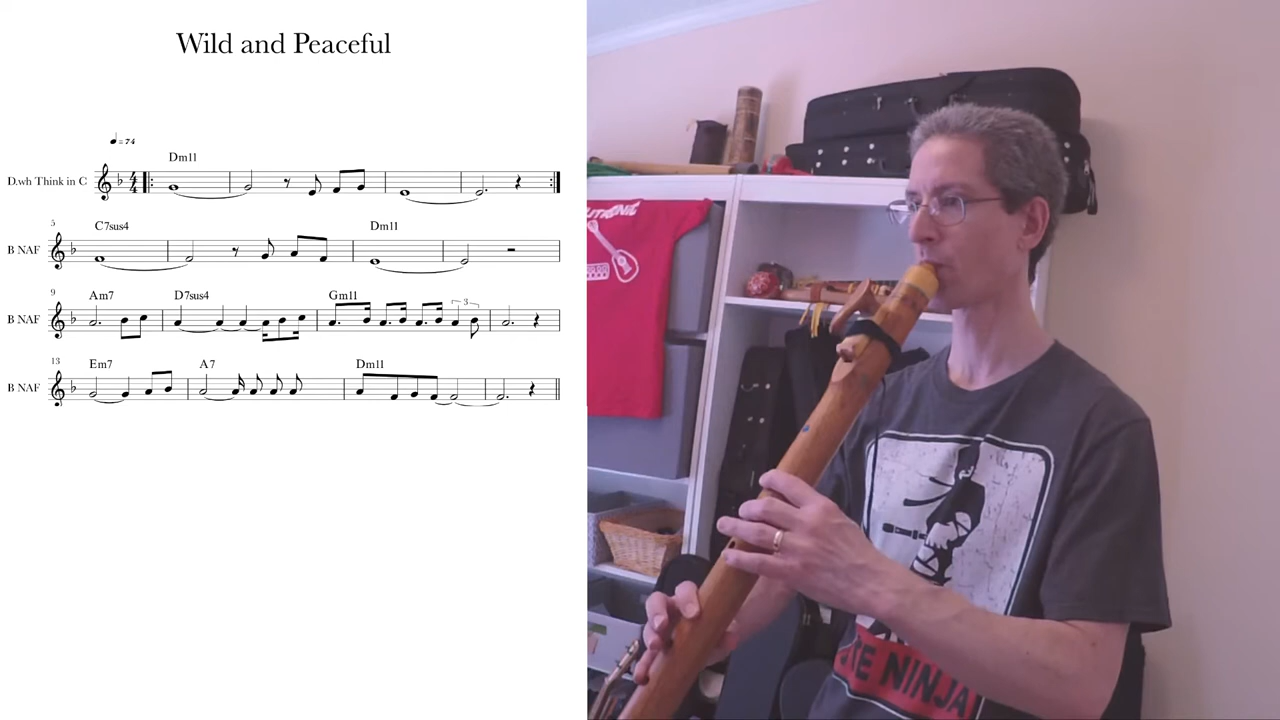 Wild and Peaceful
= 74
Dm11
D.wh Think in C
5
C7sus4
Dm11
B NAF
9
Am7
D7sus4
Gm11
3
B NAF
13
Em7
A7
Dm11
B NAF